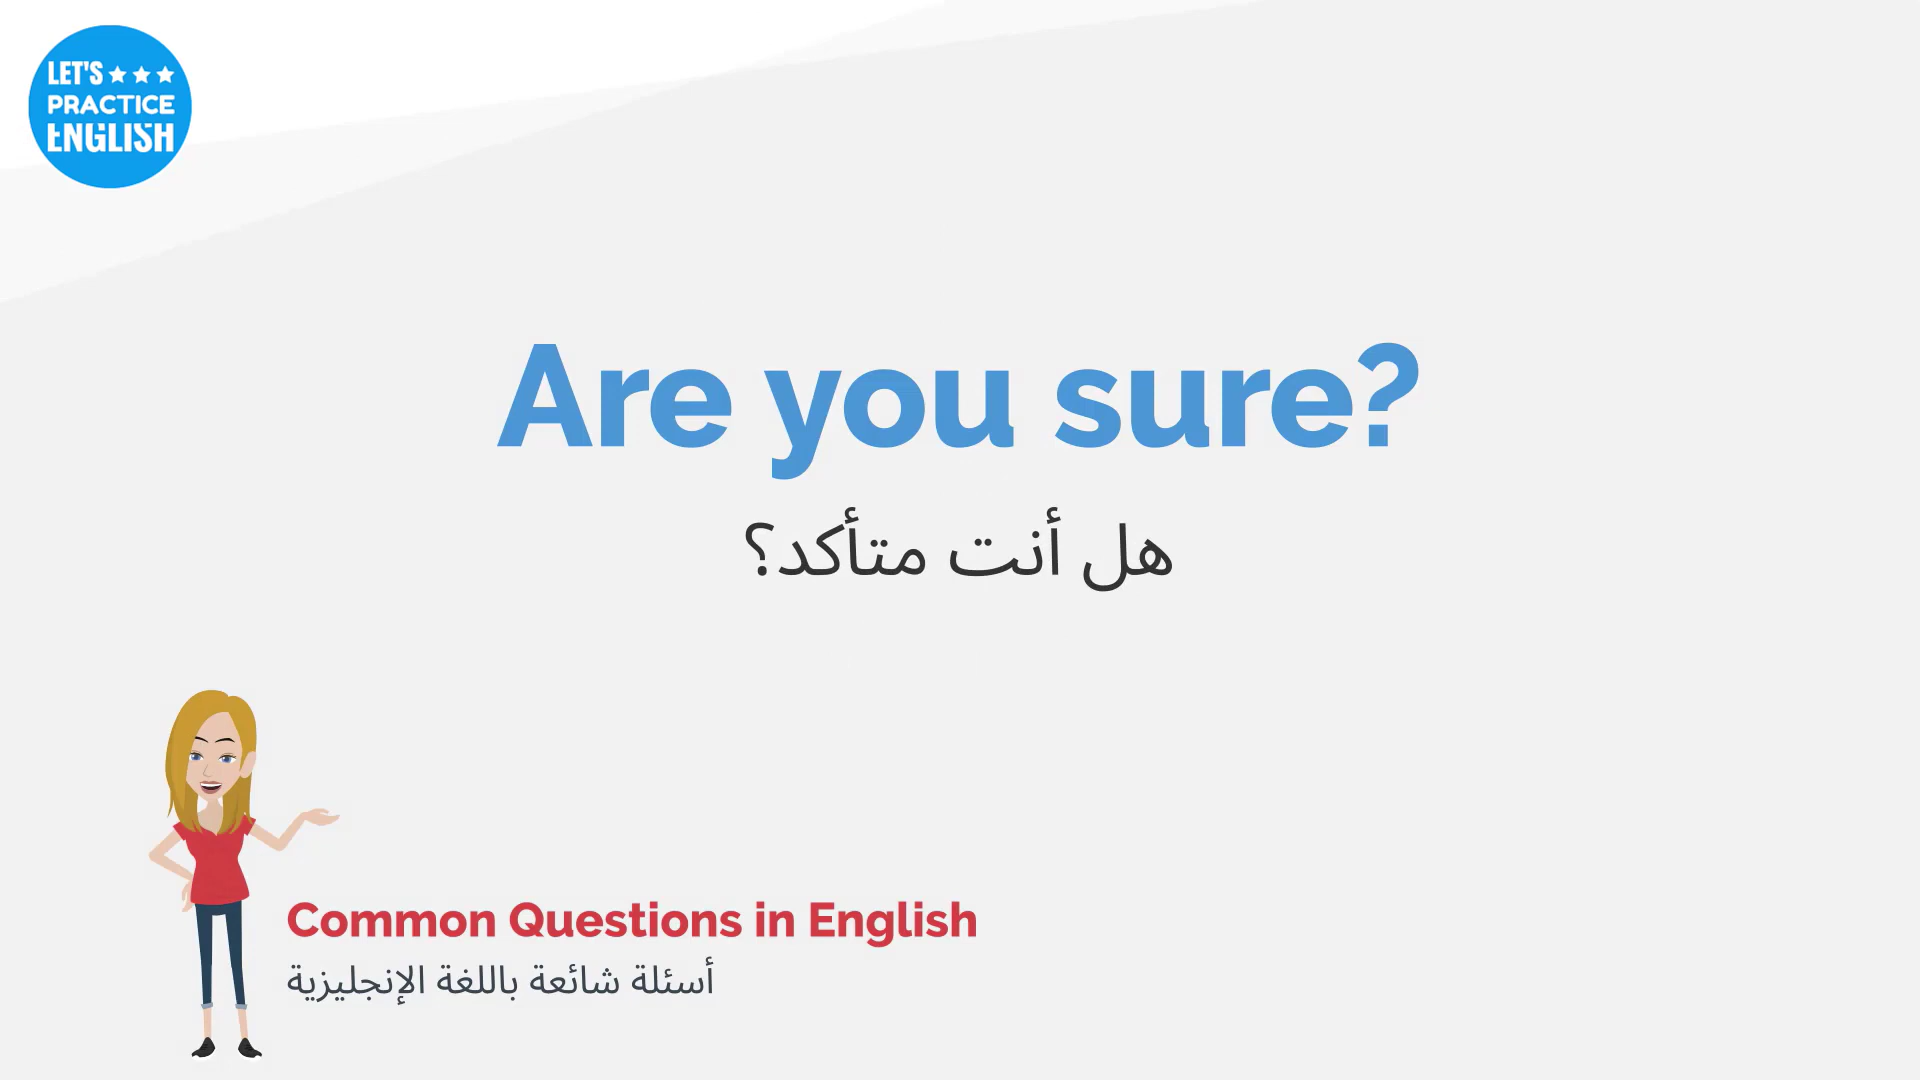 LET'S
PRACTICE
ENGLISH
Are you sure?
هل أنت متأكد؟
Common Questions in English
أسئلة شائعة باللغة الإنجليزية